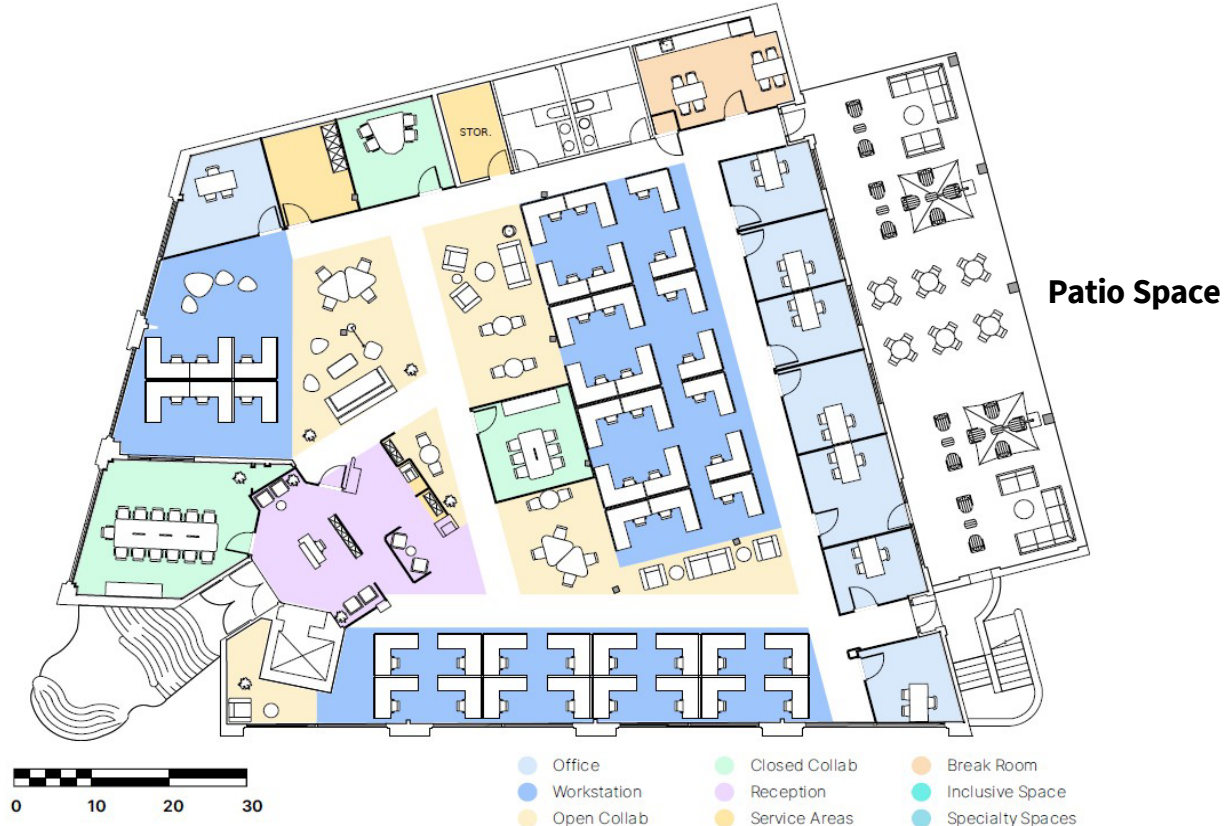 STOR.
Patio Space
0 10 20 30
Office
Workstation
Open Collab
Closed Collab
Reception
Service Areas
Break Room
Inclusive Space
Specialty Spaces